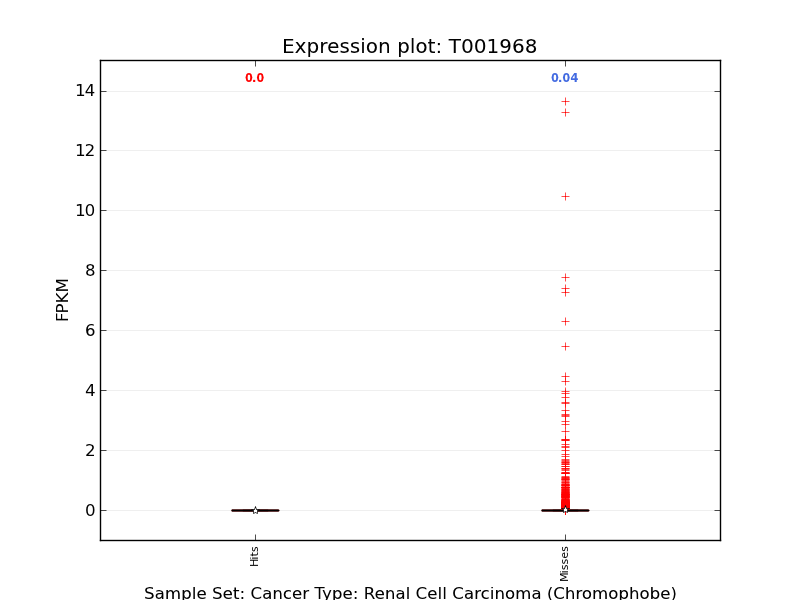 Expression plot: T001968
0.0
0.04
14
12
10
8
6
4
2
0
FPKM
Hits
Misses
Sample Set: Cancer Type: Renal Cell Carcinoma (Chromophobe)